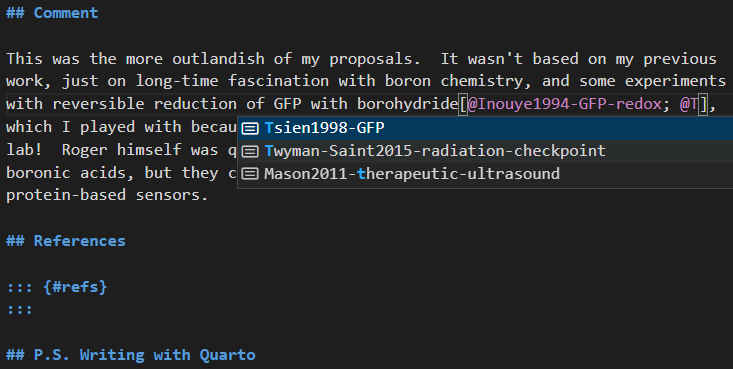 ## Comment
This was the more outlandish of my proposals.  It wasn't based on my previous
work, just on long-time fascination with boron chemistry, and some experiments
with reversible reduction of GFP with borohydride[@Inouye1994-GFP-redox; @T],
which I played with becau
Tsien1998-GFP
lab!  Roger himself was q
Twyman-Saint2015-radiation-checkpoint
boronic acids, but they c
Mason2011-therapeutic-ultrasound
protein-based sensors.
## References
::: {#refs}
:::
## P.S. Writing with Quarto